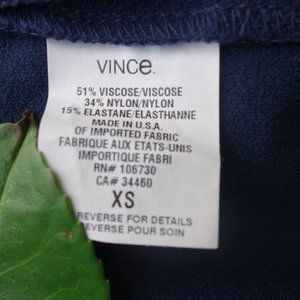 VINCe.
51% VISCOSE/VISCOSE
34% NYLON/NYLON
15% ELASTANE/ELASTHANNE
MADE IN U.S.A.
OF IMPORTED FABRIC
FABRIQUE AUX ETATS-UNIS
IMPORTIQUE FABRI
RN# 106730
CA# 34460
XS
REVERSE FOR DETAILS
REVERSE POUR SOIN